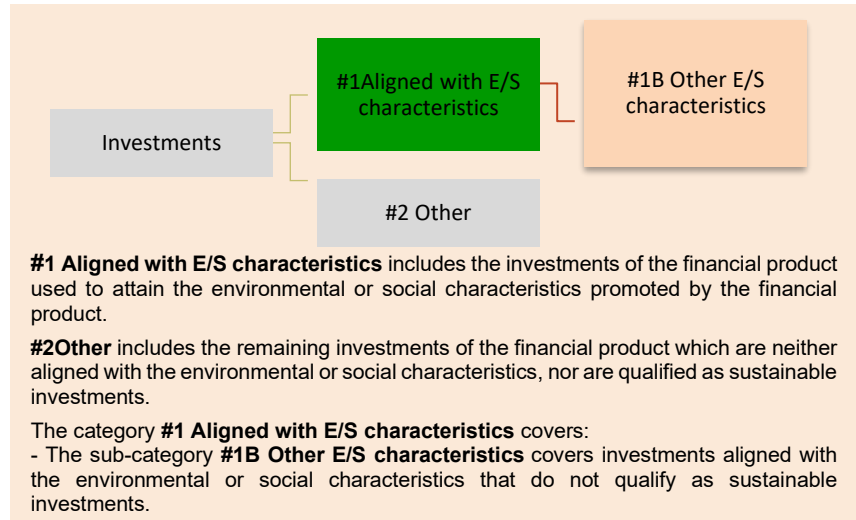 #1Aligned with E/S
characteristics
#1B Other E/S
characteristics
Investments
#2 Other
#1 Aligned with E/S characteristics includes the investments of the financial product
used to attain the environmental or social characteristics promoted by the financial
product.
#2Other includes the remaining investments of the financial product which are neither
aligned with the environmental or social characteristics, nor are qualified as sustainable
investments.
The category #1 Aligned with E/S characteristics covers:
- The sub-category #1B Other E/S characteristics covers investments aligned with
the environmental or social characteristics that do not qualify as sustainable
investments.